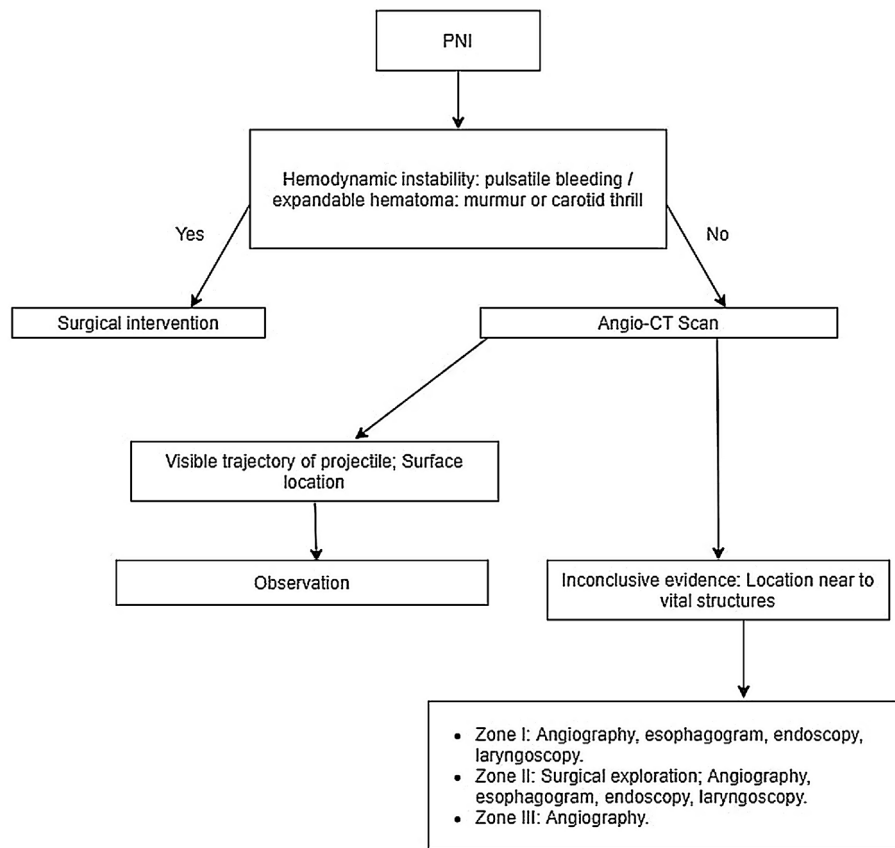 PNI
Hemodynamic instability: pulsatile bleeding /
expandable hematoma: murmur or carotid thrill
Yes
No
Surgical intervention
Angio-CT Scan
Visible trajectory of projectile; Surface
location
Observation
Inconclusive evidence: Location near to
vital structures
• Zone I: Angiography, esophagogram, endoscopy,
laryngoscopy.
• Zone II: Surgical exploration; Angiography,
esophagogram, endoscopy, laryngoscopy.
• Zone III: Angiography.